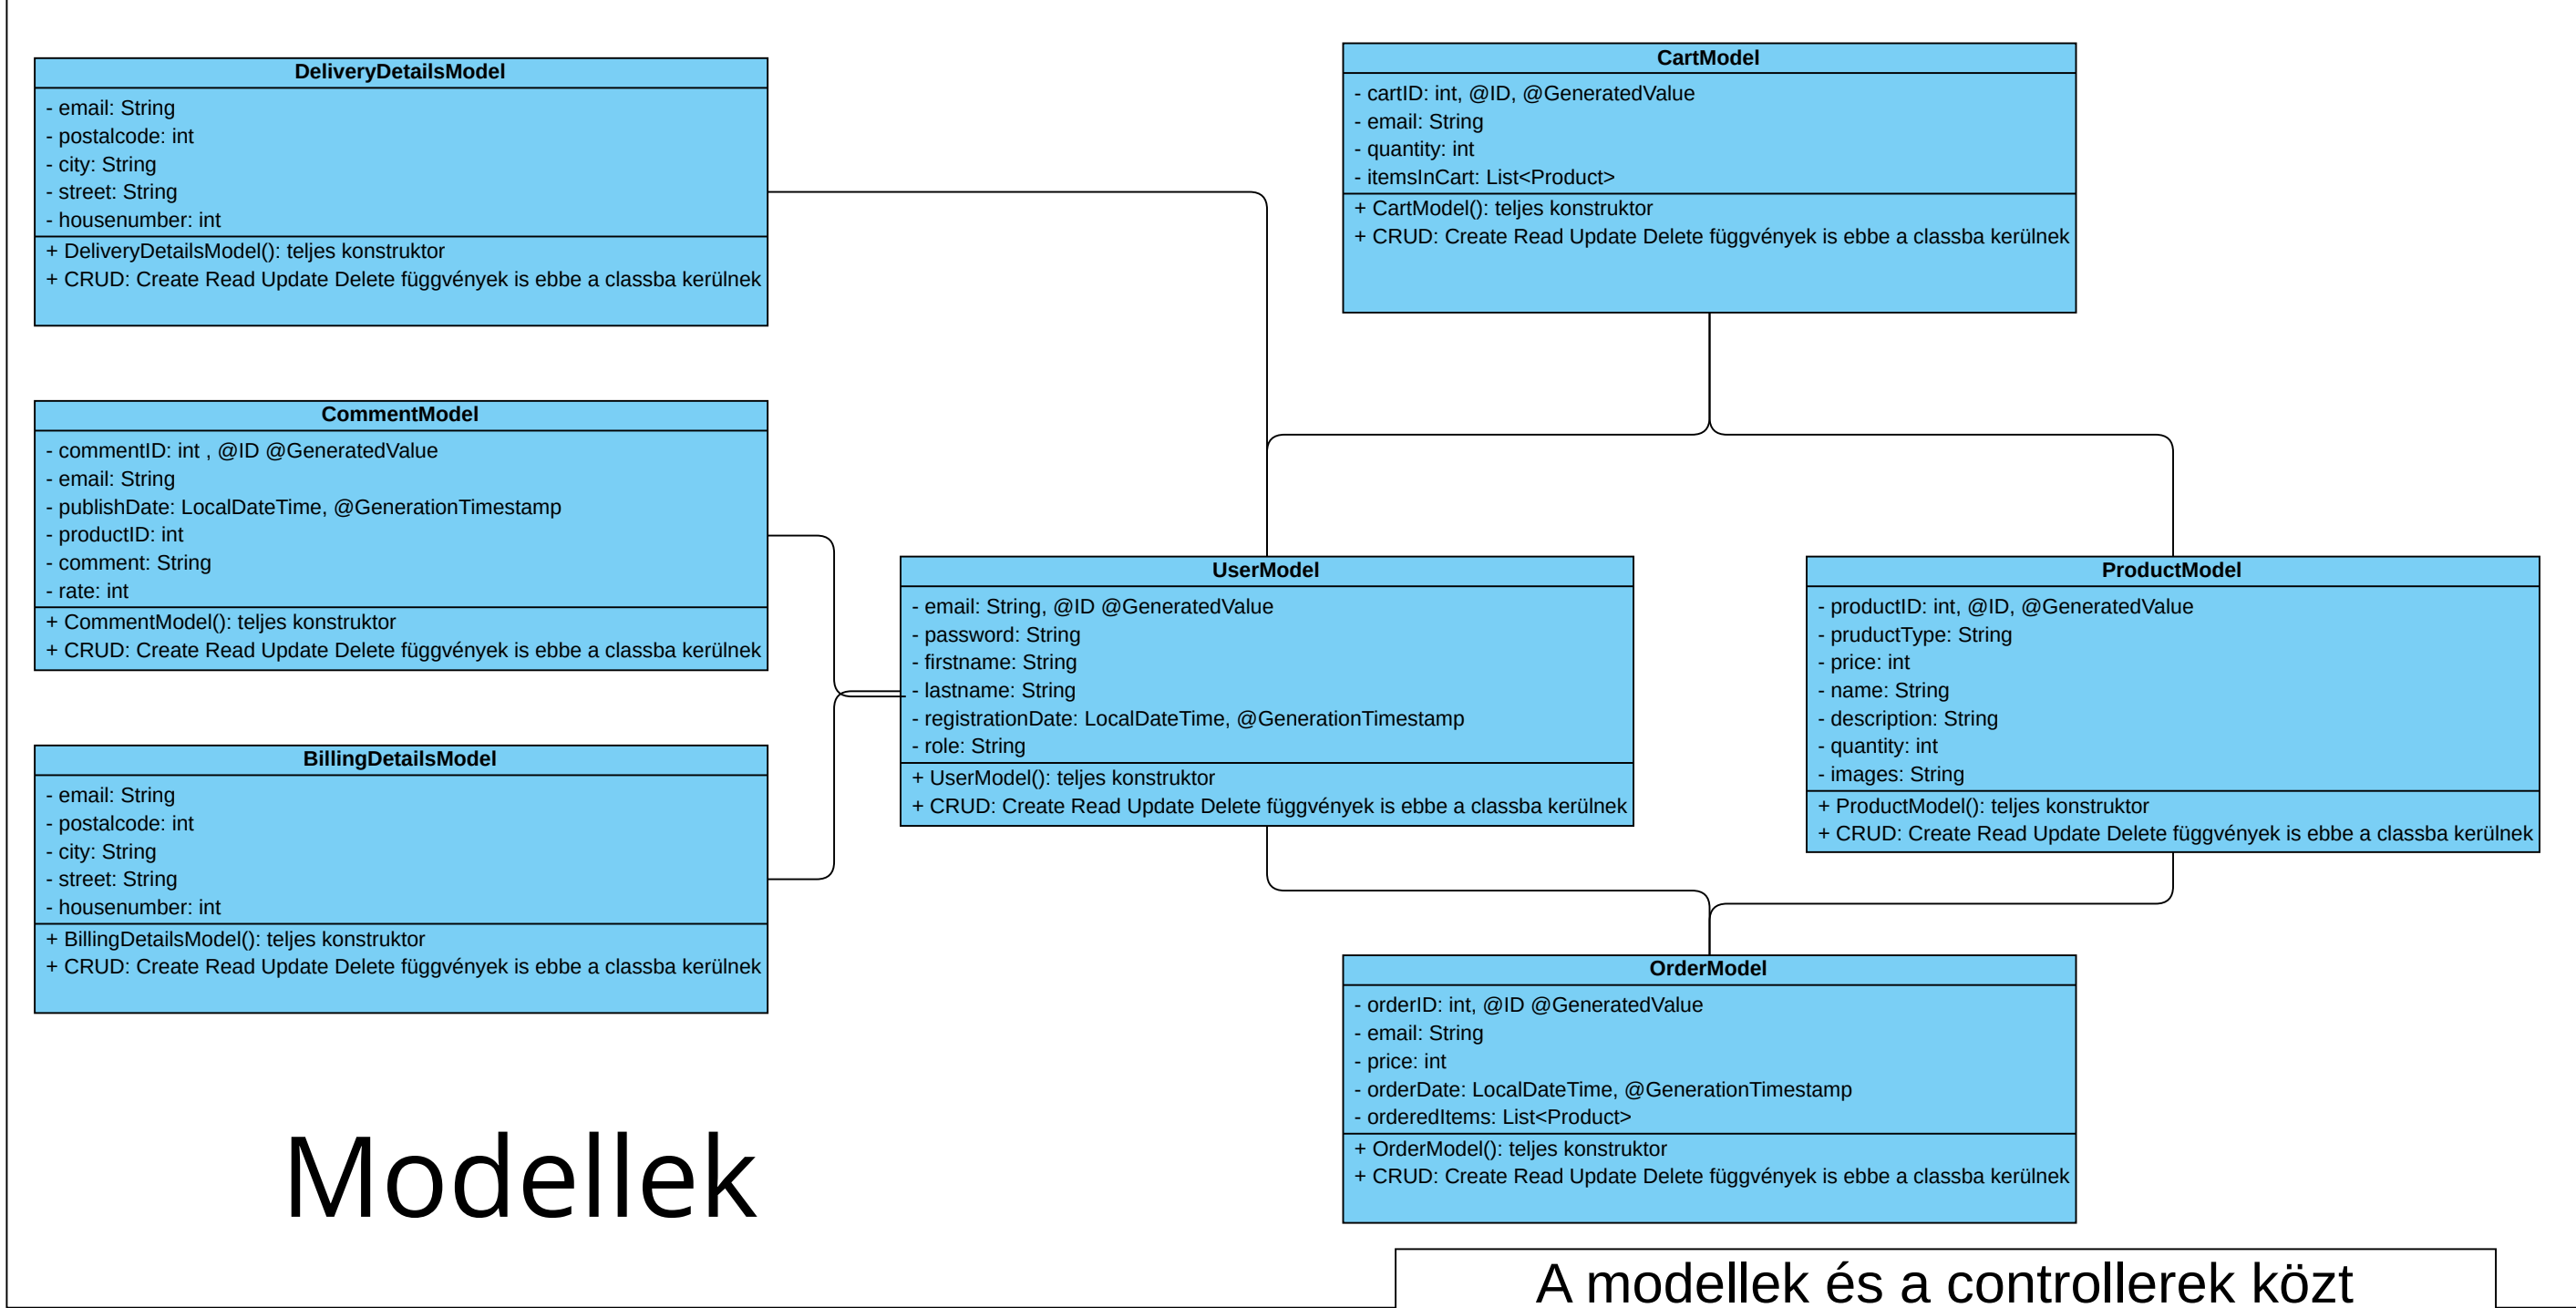 DeliveryDetailsModel
- email: String
- postalcode: int
- city: String
- street: String
- housenumber: int
+ DeliveryDetailsModel(): teljes konstruktor
+ CRUD: Create Read Update Delete függvények is ebbe a classba kerülnek
CartModel
- cartID: int, @ID, @GeneratedValue
- email: String
- quantity: int
- itemsInCart: List<Product>
+ CartModel(): teljes konstruktor
+ CRUD: Create Read Update Delete függvények is ebbe a classba kerülnek
CommentModel
- commentID: int , @ID @GeneratedValue
- email: String
- publishDate: LocalDateTime, @GenerationTimestamp
- productID: int
- comment: String
- rate: int
+ CommentModel(): teljes konstruktor
+ CRUD: Create Read Update Delete függvények is ebbe a classba kerülnek
UserModel
- email: String, @ID @GeneratedValue
- password: String
- firstname: String
- lastname: String
- registrationDate: LocalDateTime, @GenerationTimestamp
- role: String
+ UserModel(): teljes konstruktor
+ CRUD: Create Read Update Delete függvények is ebbe a classba kerülnek
ProductModel
- productID: int, @ID, @GeneratedValue
- pruductType: String
- price: int
- name: String
- description: String
- quantity: int
- images: String
+ ProductModel(): teljes konstruktor
+ CRUD: Create Read Update Delete függvények is ebbe a classba kerülnek
BillingDetailsModel
- email: String
- postalcode: int
- city: String
- street: String
- housenumber: int
+ BillingDetailsModel(): teljes konstruktor
+ CRUD: Create Read Update Delete függvények is ebbe a classba kerülnek
OrderModel
- orderID: int, @ID @GeneratedValue
- email: String
- price: int
- orderDate: LocalDateTime, @GenerationTimestamp
- orderedItems: List<Product>
+ OrderModel(): teljes konstruktor
+ CRUD: Create Read Update Delete függvények is ebbe a classba kerülnek
Modellek
A modellek és a controllerek közt